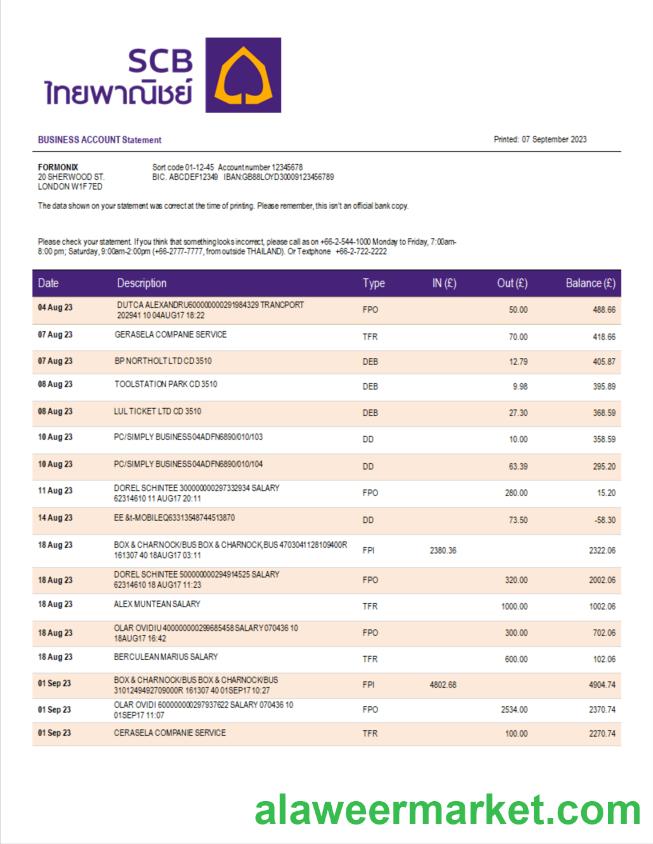 SCB
ไทยพาณิชย์
BUSINESS ACCOUNT Statement
Printed: 07 September 2023
FORMONIX
20 SHERWOOD ST.
LONDON W1F 7ED
Sort code 01-12-45 Account number 12345678
BIC. ABCDEF12349 IBAN:GB88LOYD30009123456789
The data shown on your statement was correct at the time of printing. Please remember, this isn't an official bank copy.
Please check your statement. If you think that something looks incorrect, please call as on +66-2-544-1000 Monday to Friday, 7:00am-
8:00 pm; Saturday, 9:00am-2:00pm (+66-2777-7777, from outside THAILAND). Or Textphone +66-2-722-2222
Date Description Type IN (£) Out (£) Balance (£)
04 Aug 23 DUTCA ALEXANDRU600000000291984329 TRANCPORT
202941 10 04AUG17 18:22 FPO 50.00 488.66
07 Aug 23 GERASELA COMPANIE SERVICE TFR 70.00 418.66
07 Aug 23 BP NORTHOLT LTD CD 3510 DEB 12.79 405.87
08 Aug 23 TOOLSTATION PARK CD 3510 DEB 9.98 395.89
08 Aug 23 LUL TICKET LTD CD 3510 DEB 27.30 368.59
10 Aug 23 PC/SIMPLY BUSINESS04ADFN6890/010/103 DD 10.00 358.59
10 Aug 23 PC/SIMPLY BUSINESS04ADFN6890/010/104 DD 63.39 295.20
11 Aug 23 DOREL SCHINTEE 300000000297332934 SALARY
62314610 11 AUG17 20:11 FPO 280.00 15.20
14 Aug 23 EE &t-MOBILEQ63313548744513870 DD 73.50 -58.30
18 Aug 23 BOX & CHARNOCK/BUS BOX & CHARNOCK,BUS 4703041128109400R
161307 40 18AUG17 03:11 FPI 2380.36 2322.06
18 Aug 23 DOREL SCHINTEE 500000000294914525 SALARY
62314610 18 AUG17 11:23 FPO 320.00 2002.06
18 Aug 23 ALEX MUNTEAN SALARY TFR 1000.00 1002.06
18 Aug 23 OLAR OVIDIU 400000000299685458 SALARY 070436 10
18AUG17 16:42 FPO 300.00 702.06
18 Aug 23 BERCULEAN MARIUS SALARY TFR 600.00 102.06
01 Sep 23 BOX & CHARNOCK/BUS BOX & CHARNOCK/BUS
3101249492709000R 161307 40 01SEP17 10:27 FPI 4802.68 4904.74
01 Sep 23 OLAR OVIDI 600000000297937622 SALARY 070436 10
01SEP17 11:07 FPO 2534.00 2370.74
01 Sep 23 CERASELA COMPANIE SERVICE TFR 100.00 2270.74
alaweermarket.com